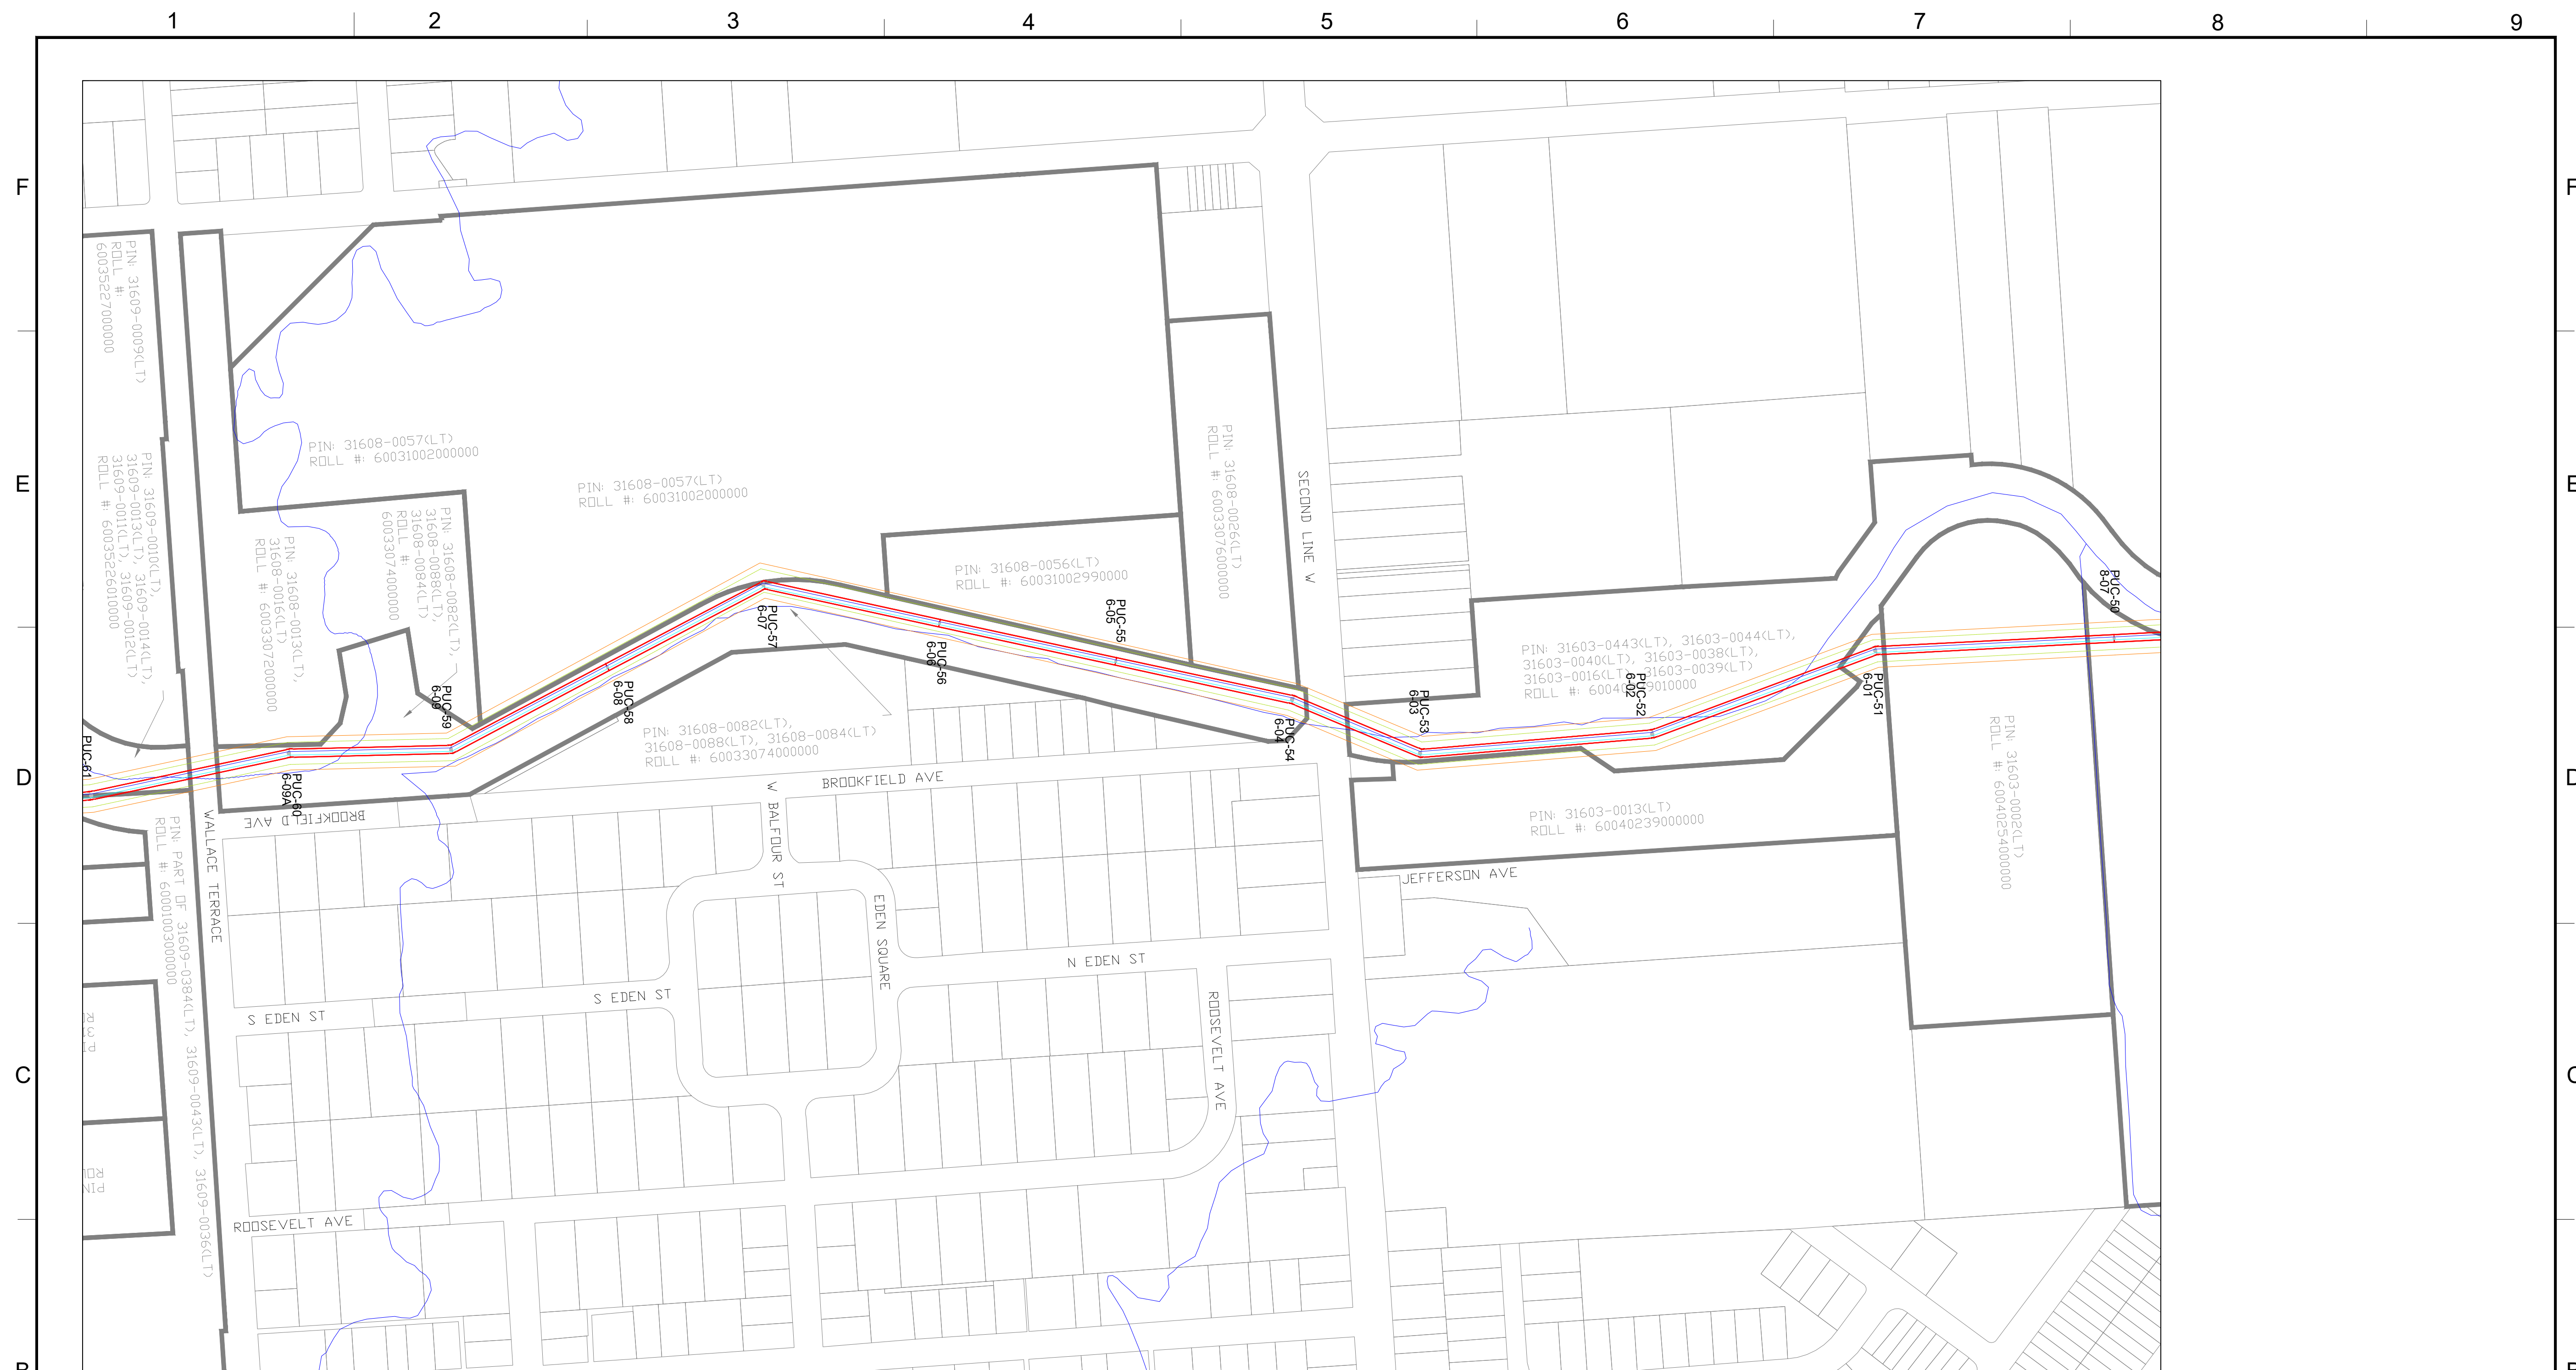 1
2
3
4
5
6
7
8
9
F
F
E
E
D
D
C
C
B
B
PIN: 31609-0009(LT)
ROLL #:
60035227000000
PIN: 31609-0010(LT),
31609-0013(LT), 31609-0014(LT),
31609-0011(LT), 31609-0012(LT)
ROLL #: 60035226010000
PIN: 31608-0057(LT)
ROLL #: 60031002000000
PIN: 31608-0057(LT)
ROLL #: 60031002000000
PIN: 31608-0013(LT),
31608-0016(LT)
ROLL #: 60033072000000
PIN: 31608-0082(LT),
31608-0088(LT),
31608-0084(LT)
ROLL #:
60033074000000
PIN: 31608-0056(LT)
ROLL #: 60031002990000
PIN: 31608-0026(LT)
ROLL #: 60033076000000
SECOND LINE W
PIN: 31608-0082(LT),
31608-0088(LT), 31608-0084(LT)
ROLL #: 60033074000000
PIN: 31603-0443(LT), 31603-0044(LT),
31603-0040(LT), 31603-0038(LT),
31603-0016(LT), 31603-0039(LT)
PIN: 31603-0013(LT)
ROLL #: 60040239000000
PIN: 31603-0002(LT)
ROLL #: 60040254000000
PUC-61
PUC-60
6-09A
PUC-59
6-09
PUC-58
6-08
PUC-57
6-07
PUC-56
6-06
PUC-55
6-05
PUC-54
6-04
PUC-53
6-03
PUC-52
6-02
PUC-51
6-01
PUC-50
8-07
BROOKFIELD AVE
BROOKFIELD AVE
WALLACE TERRACE
W BALFOUR ST
EDEN SQUARE
JEFFERSON AVE
N EDEN ST
S EDEN ST
S EDEN ST
ROOSEVELT AVE
ROOSEVELT AVE
PIN: PART OF 31609-0384(LT), 31609-0043(LT), 31609-0036(LT)
ROLL #: 60001003000000